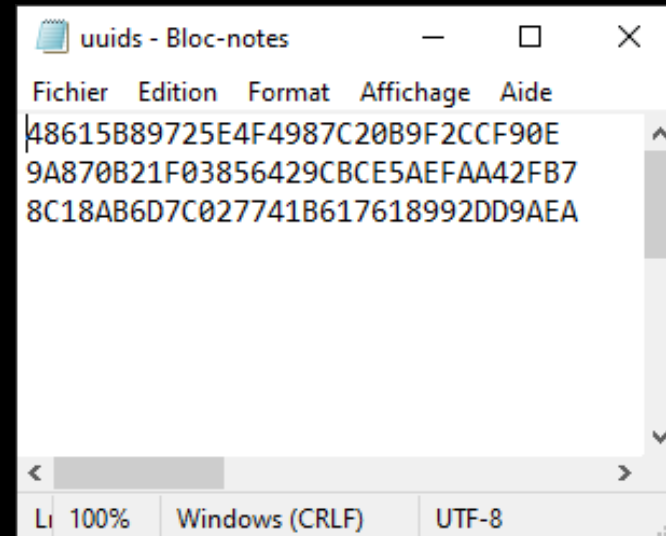 uuids - Bloc-notes
Fichier Edition Format Affichage Aide
48615B89725E4F4987C20B9F2CCF90E
9A870B21F03856429CBCE5AEFAA42FB7
8C18AB6D7C027741B617618992DD9AEA
100% Windows (CRLF) UTF-8